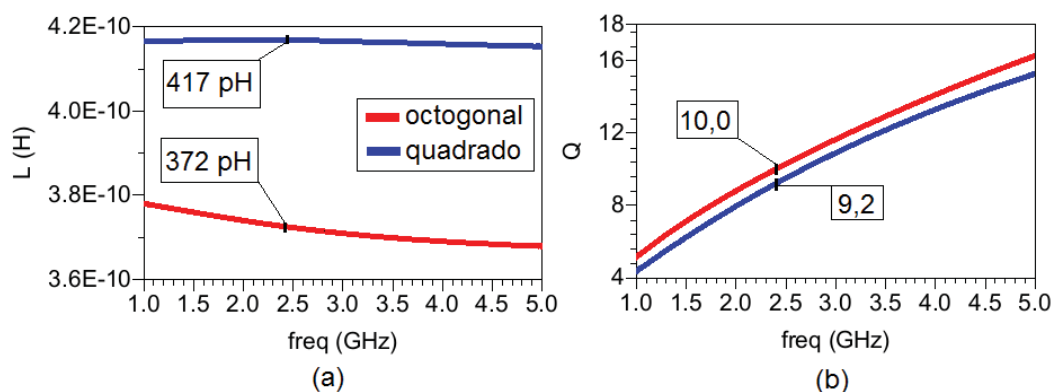 4.2E-10
4.0E-10
3.8E-10
3.6E-10
L (H)
417 pH
372 pH
octogonal
quadrado
1.0 1.5 2.0 2.5 3.0 3.5 4.0 4.5 5.0
freq (GHz)
(a)
18
16
12
8
4
Q
10,0
9,2
1.0 1.5 2.0 2.5 3.0 3.5 4.0 4.5 5.0
freq (GHz)
(b)